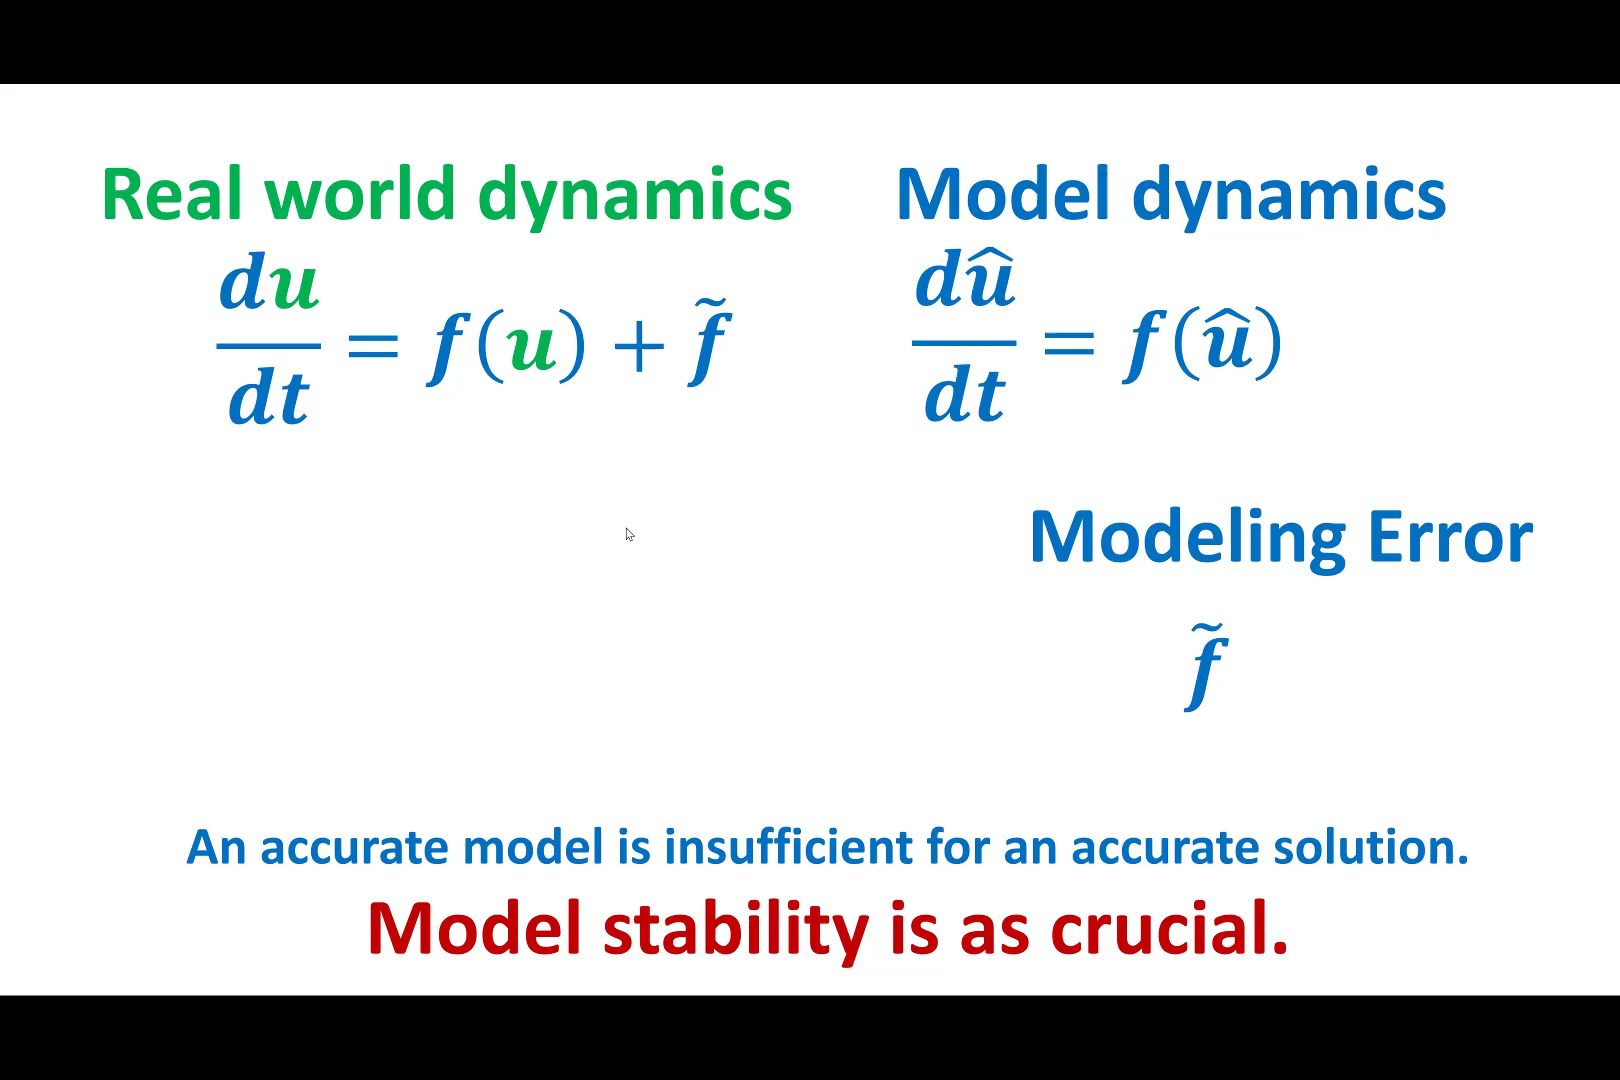 Real world dynamics
Model dynamics
du/dt = f(u) + f̃
dû/dt = f(û)
Modeling Error
f̃
An accurate model is insufficient for an accurate solution.
Model stability is as crucial.